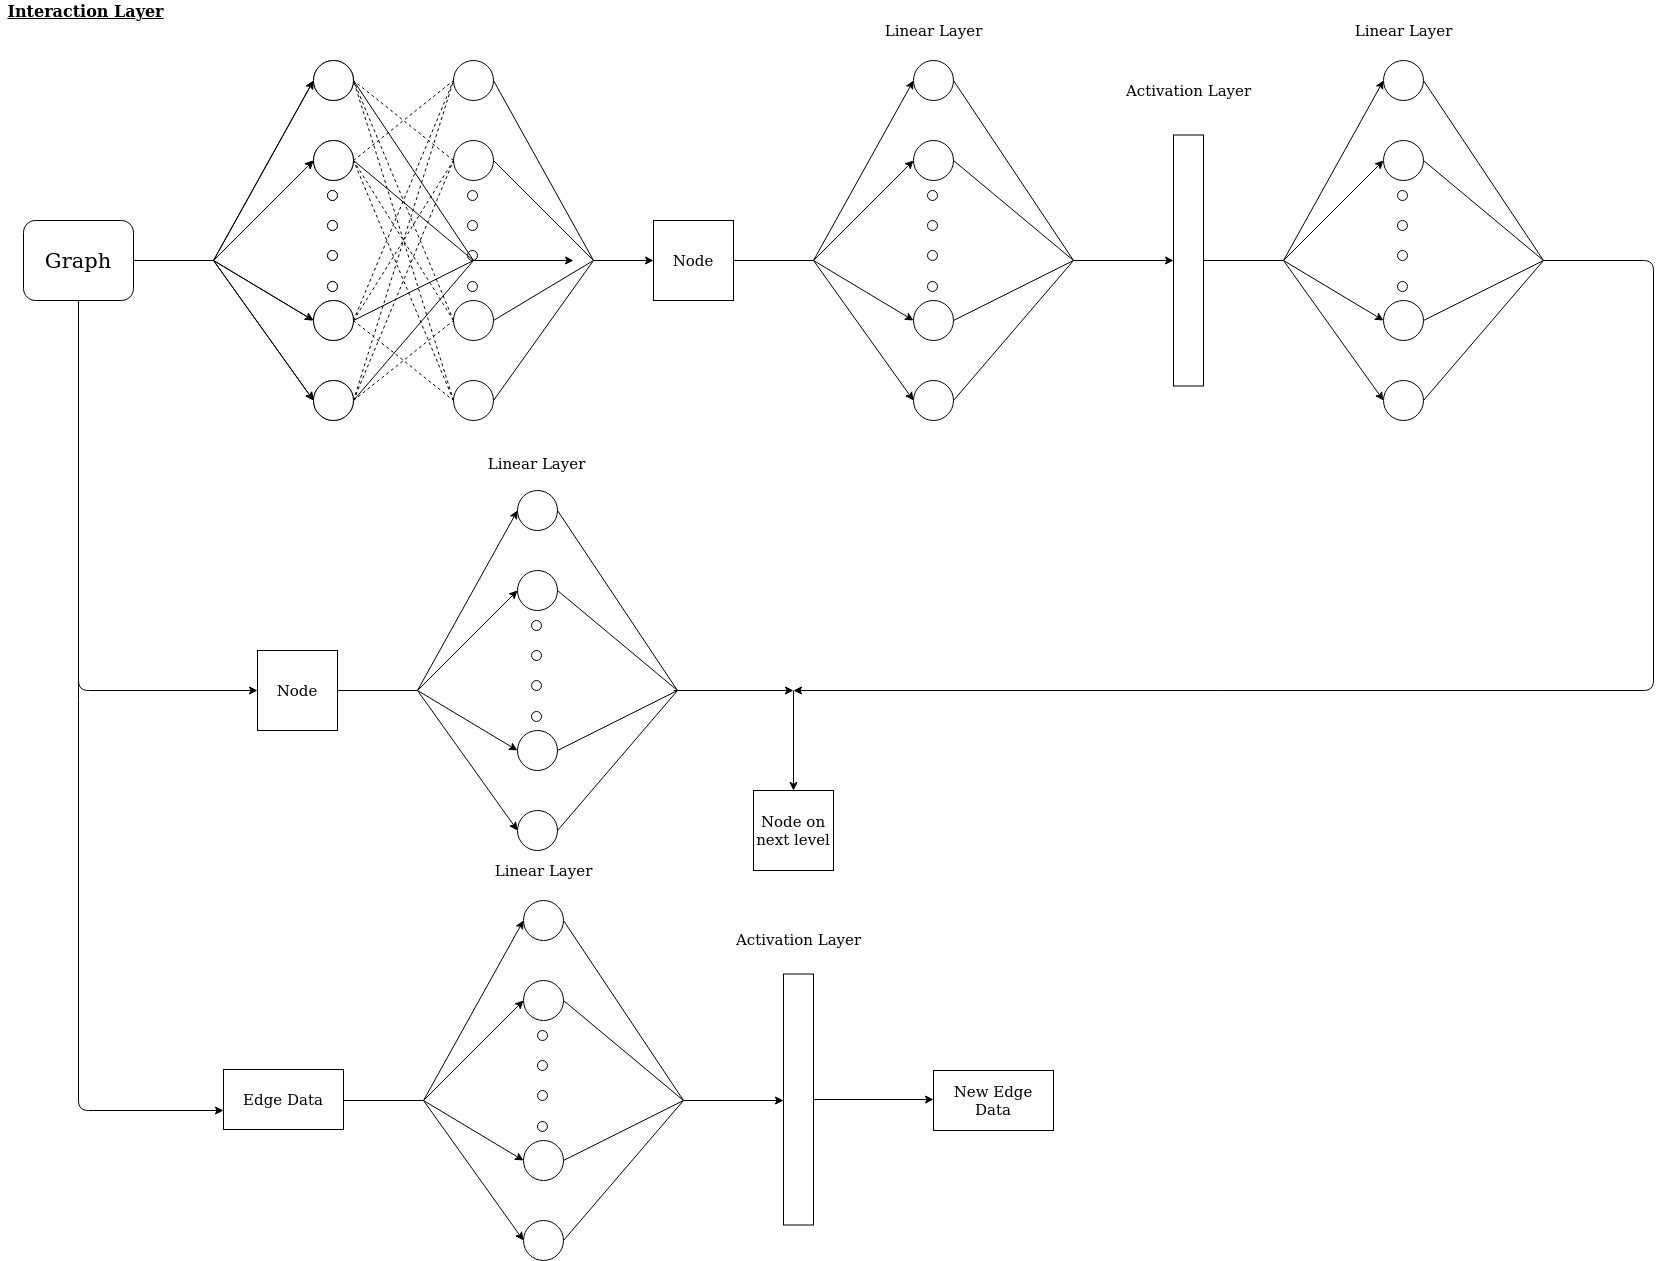 Interaction Layer
Linear Layer
Linear Layer
Activation Layer
Graph
Node
Linear Layer
Node
Node on
next level
Linear Layer
Activation Layer
Edge Data
New Edge
Data